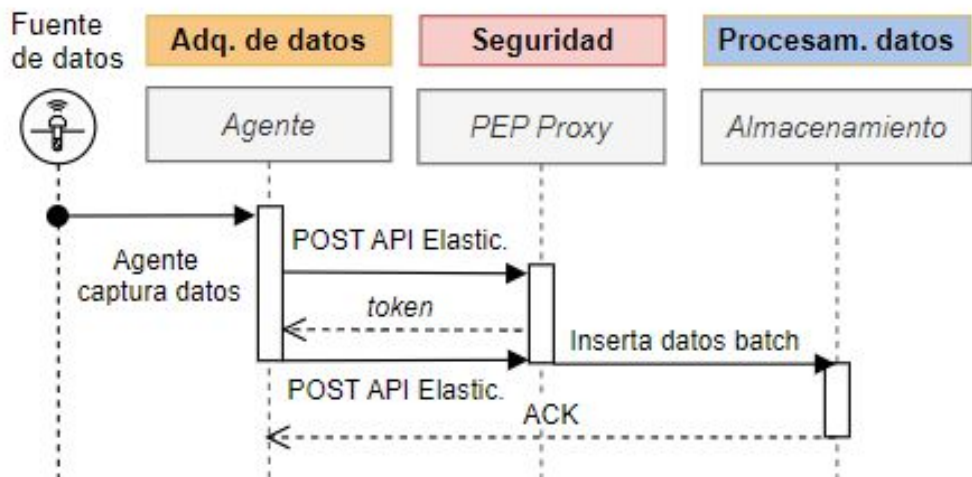 Fuente
de datos
Adq. de datos
Seguridad
Procesam. datos
Agente
PEP Proxy
Almacenamiento
Agente
captura datos
POST API Elastic.
token
POST API Elastic.
Inserta datos batch
ACK